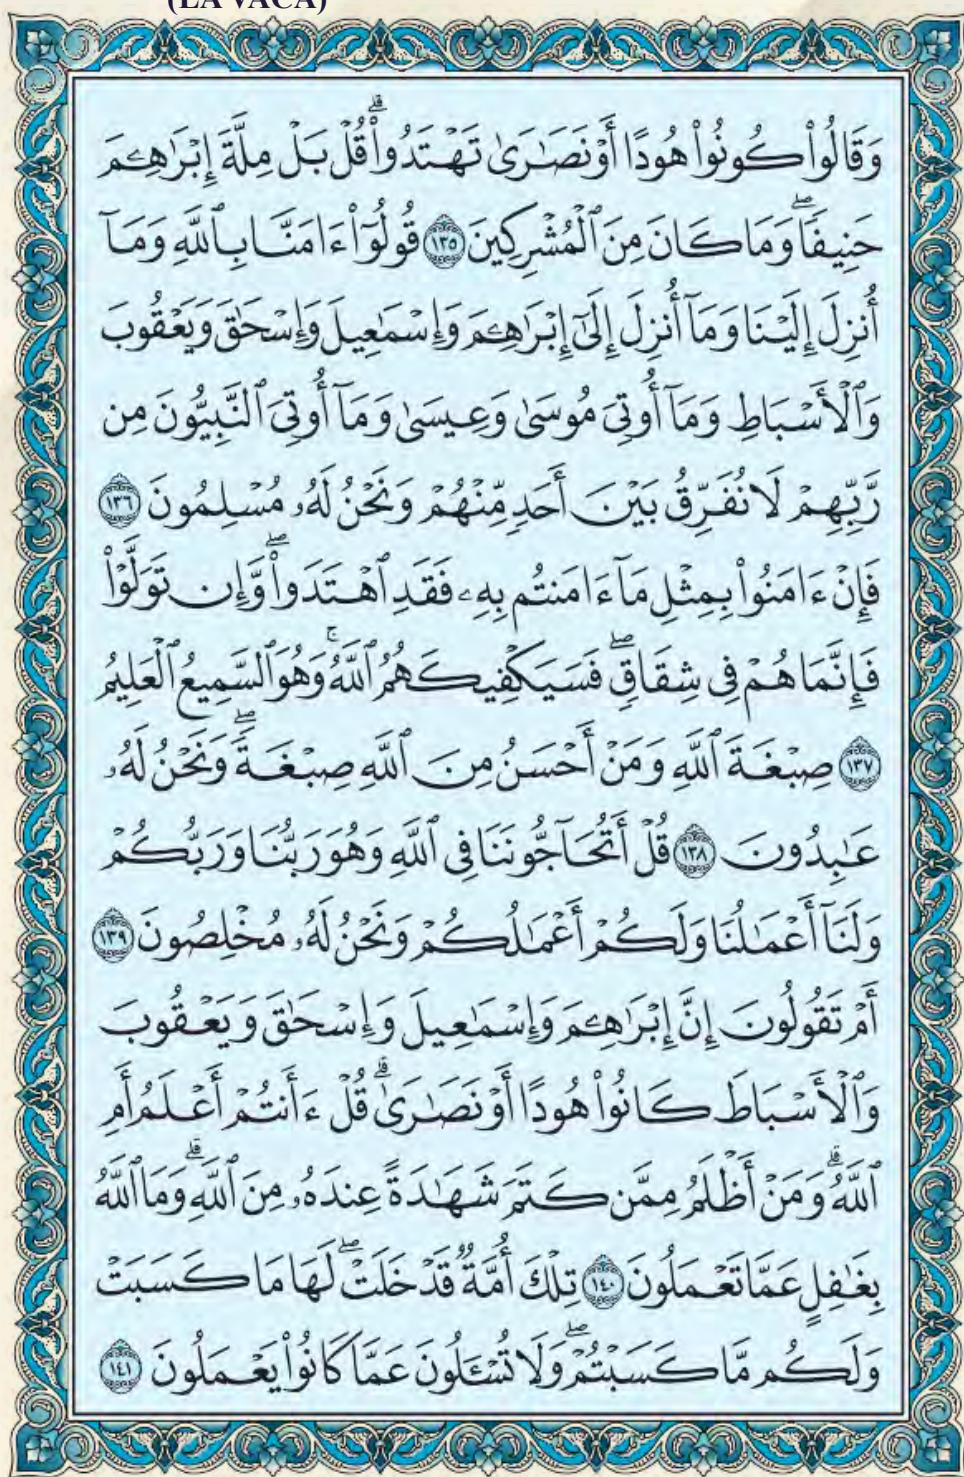 (LA VACA)
وَقَالُوا۟ كُونُوا۟ هُودًا أَوْ نَصَٰرَىٰ تَهْتَدُوا۟ ۗ قُلْ بَلْ مِلَّةَ إِبْرَٰهِـۧمَ
حَنِيفًا ۖ وَمَا كَانَ مِنَ ٱلْمُشْرِكِينَ ١٣٥ قُولُوٓا۟ ءَامَنَّا بِٱللَّهِ وَمَآ
أُنزِلَ إِلَيْنَا وَمَآ أُنزِلَ إِلَىٰٓ إِبْرَٰهِـۧمَ وَإِسْمَٰعِيلَ وَإِسْحَٰقَ وَيَعْقُوبَ
وَٱلْأَسْبَاطِ وَمَآ أُوتِىَ مُوسَىٰ وَعِيسَىٰ وَمَآ أُوتِىَ ٱلنَّبِيُّونَ مِن
رَّبِّهِمْ لَا نُفَرِّقُ بَيْنَ أَحَدٍ مِّنْهُمْ وَنَحْنُ لَهُۥ مُسْلِمُونَ ١٣٦
فَإِنْ ءَامَنُوا۟ بِمِثْلِ مَآ ءَامَنتُم بِهِۦ فَقَدِ ٱهْتَدَوا۟ ۖ وَّإِن تَوَلَّوْا۟
فَإِنَّمَا هُمْ فِى شِقَاقٍ ۖ فَسَيَكْفِيكَهُمُ ٱللَّهُ ۚ وَهُوَ ٱلسَّمِيعُ ٱلْعَلِيمُ
١٣٧ صِبْغَةَ ٱللَّهِ وَمَنْ أَحْسَنُ مِنَ ٱللَّهِ صِبْغَةً ۖ وَنَحْنُ لَهُۥ
عَٰبِدُونَ ١٣٨ قُلْ أَتُحَآجُّونَنَا فِى ٱللَّهِ وَهُوَ رَبُّنَا وَرَبُّكُمْ
وَلَنَآ أَعْمَٰلُنَا وَلَكُمْ أَعْمَٰلُكُمْ وَنَحْنُ لَهُۥ مُخْلِصُونَ ١٣٩
أَمْ تَقُولُونَ إِنَّ إِبْرَٰهِـۧمَ وَإِسْمَٰعِيلَ وَإِسْحَٰقَ وَيَعْقُوبَ
وَٱلْأَسْبَاطَ كَانُوا۟ هُودًا أَوْ نَصَٰرَىٰ ۗ قُلْ ءَأَنتُمْ أَعْلَمُ أَمِ
ٱللَّهُ ۗ وَمَنْ أَظْلَمُ مِمَّن كَتَمَ شَهَٰدَةً عِندَهُۥ مِنَ ٱللَّهِ ۗ وَمَا ٱللَّهُ
بِغَٰفِلٍ عَمَّا تَعْمَلُونَ ١٤٠ تِلْكَ أُمَّةٌ قَدْ خَلَتْ ۖ لَهَا مَا كَسَبَتْ
وَلَكُم مَّا كَسَبْتُمْ ۖ وَلَا تُسْـَٔلُونَ عَمَّا كَانُوا۟ يَعْمَلُونَ ١٤١